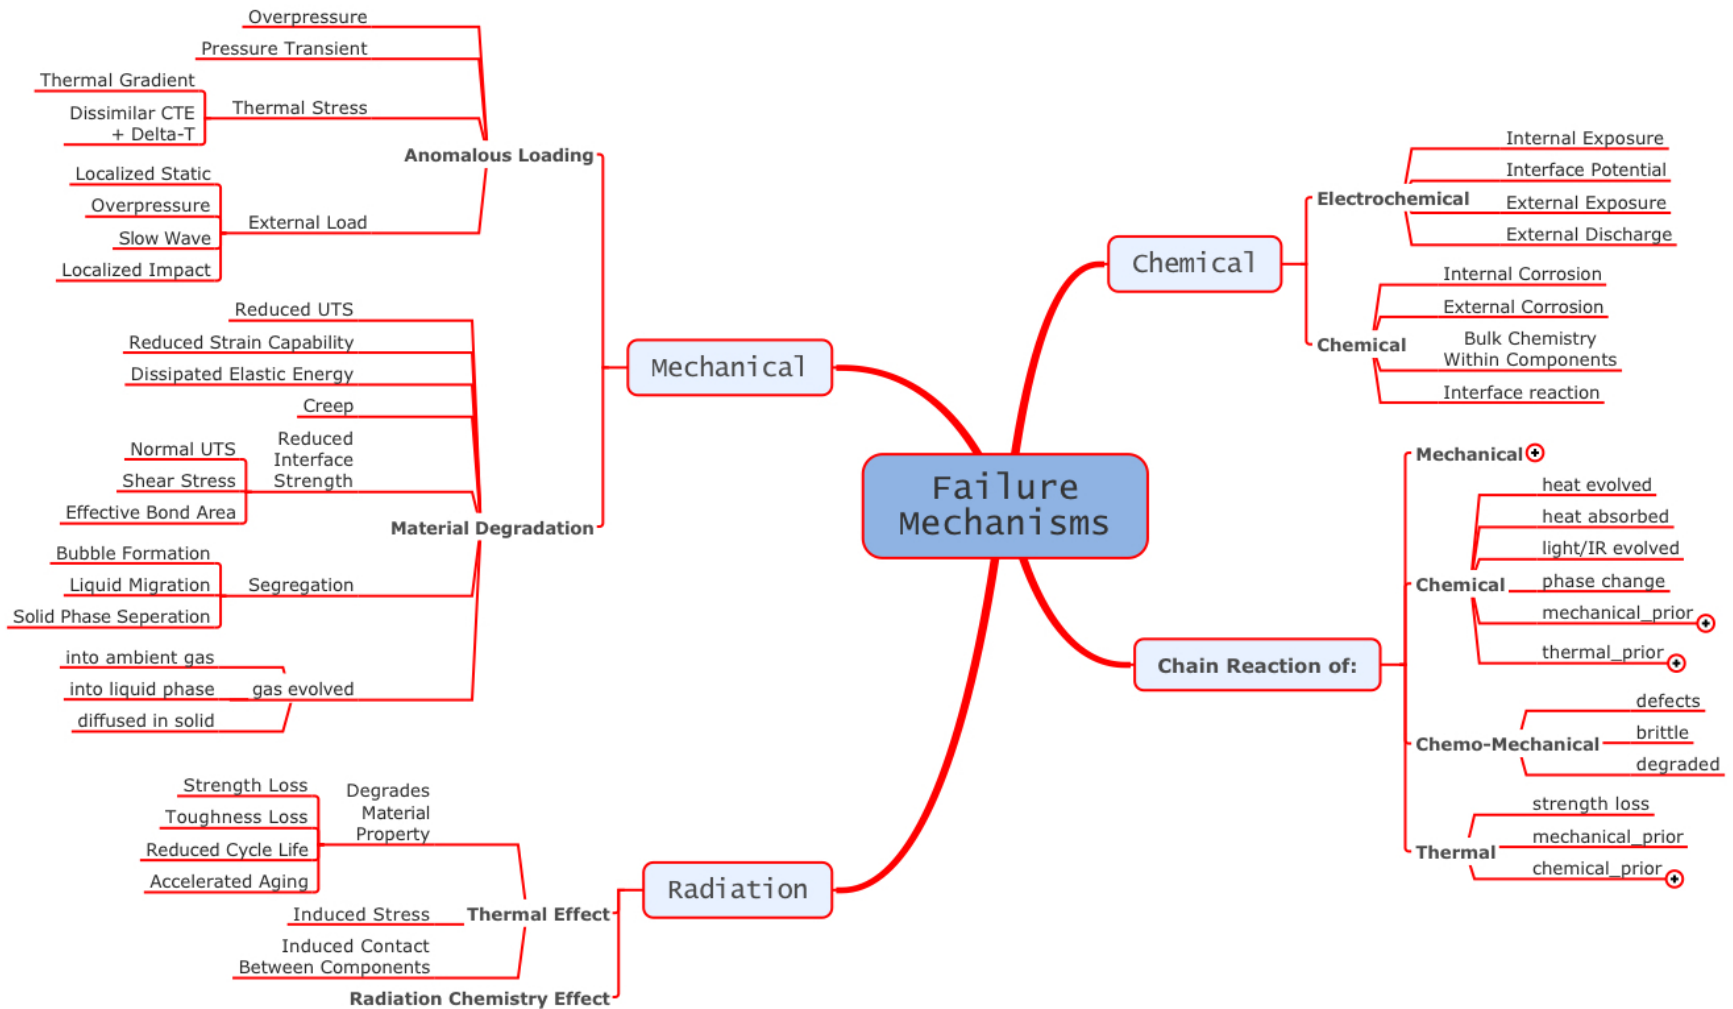 Failure
Mechanisms
Mechanical
Anomalous Loading
Overpressure
Pressure Transient
Thermal Stress
Thermal Gradient
Dissimilar CTE
+ Delta-T
External Load
Localized Static
Overpressure
Slow Wave
Localized Impact
Material Degradation
Reduced UTS
Reduced Strain Capability
Dissipated Elastic Energy
Creep
Reduced
Interface
Strength
Normal UTS
Shear Stress
Effective Bond Area
Segregation
Bubble Formation
Liquid Migration
Solid Phase Seperation
gas evolved
into ambient gas
into liquid phase
diffused in solid
Radiation
Thermal Effect
Degrades
Material
Property
Strength Loss
Toughness Loss
Reduced Cycle Life
Accelerated Aging
Induced Stress
Induced Contact
Between Components
Radiation Chemistry Effect
Chemical
Electrochemical
Internal Exposure
Interface Potential
External Exposure
External Discharge
Chemical
Internal Corrosion
External Corrosion
Bulk Chemistry
Within Components
Interface reaction
Chain Reaction of:
Mechanical
Chemical
heat evolved
heat absorbed
light/IR evolved
phase change
mechanical_prior
thermal_prior
Chemo-Mechanical
defects
brittle
degraded
Thermal
strength loss
mechanical_prior
chemical_prior